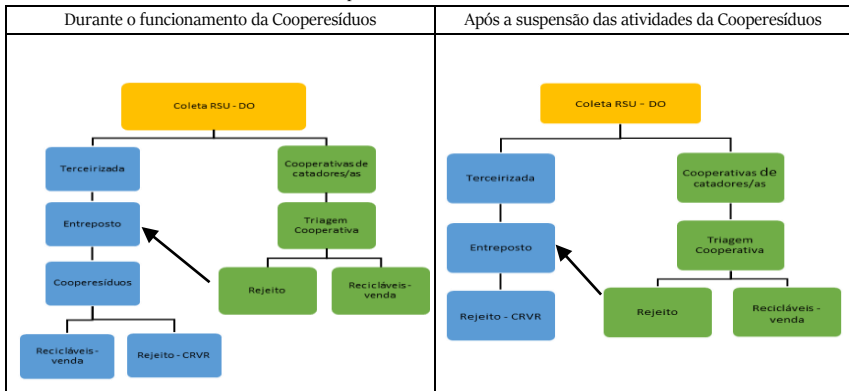 Durante o funcionamento da Cooperesíduos
Coleta RSU - DO
Terceirizada
Cooperativas de
catadores/as
Entreposto
Triagem
Cooperativa
Cooperesíduos
Rejeito
Recicláveis-
venda
Recicláveis-
venda
Rejeito - CRVR
Após a suspensão das atividades da Cooperesíduos
Coleta RSU – DO
Terceirizada
Cooperativas de
catadores/as
Entreposto
Triagem
Cooperativa
Rejeito - CRVR
Rejeito
Recicláveis -
venda